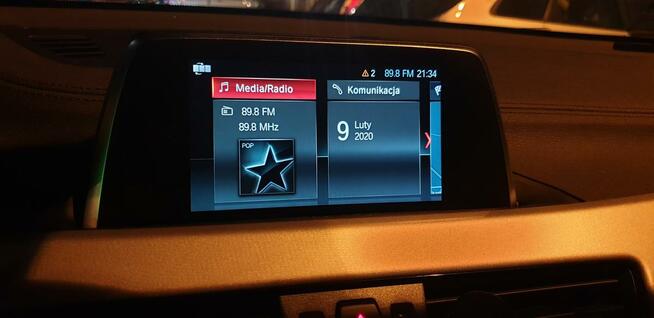 2 89.8 FM 21:34
Media/Radio
Komunikacja
89.8 FM
89.8 MHz
POP
9 Luty
2020